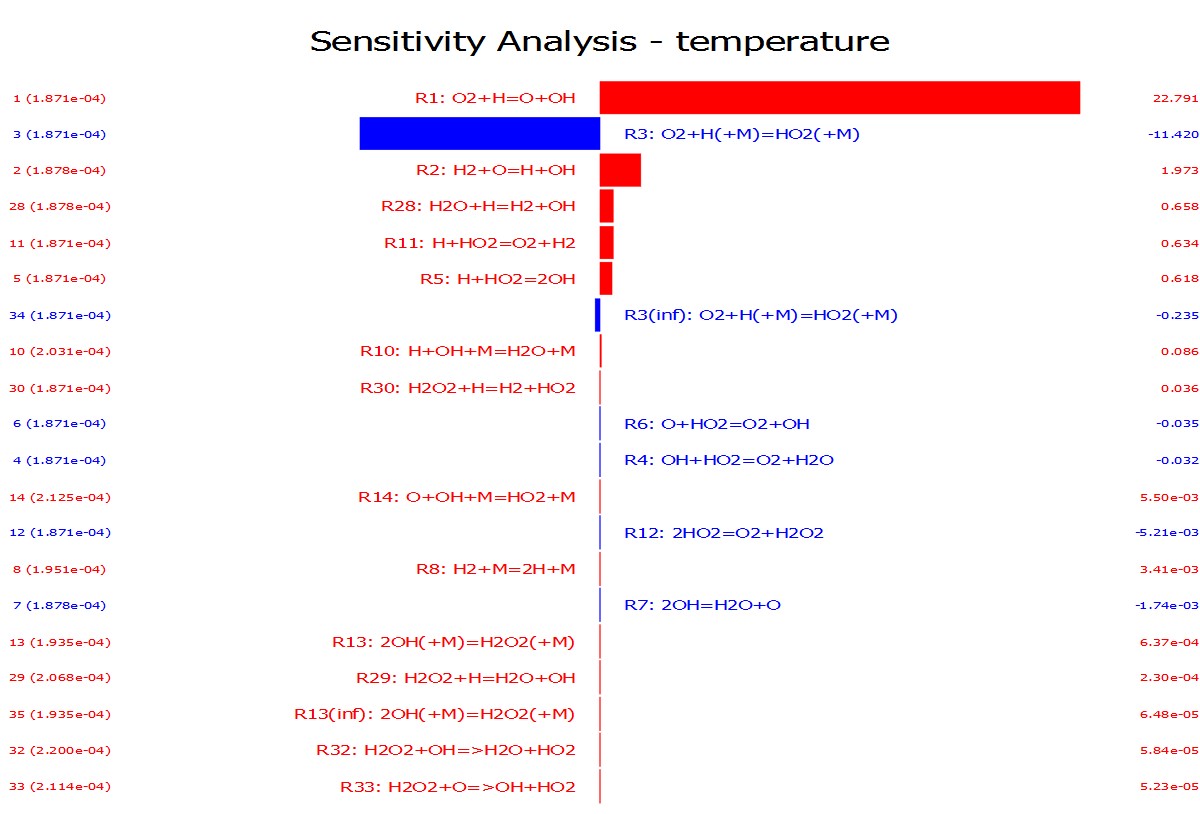 Sensitivity Analysis - temperature
1 (1.871e-04) R1: O2+H=O+OH 22.791
3 (1.871e-04) R3: O2+H(+M)=HO2(+M) -11.420
2 (1.878e-04) R2: H2+O=H+OH 1.973
28 (1.878e-04) R28: H2O+H=H2+OH 0.658
11 (1.871e-04) R11: H+HO2=O2+H2 0.634
5 (1.871e-04) R5: H+HO2=2OH 0.618
34 (1.871e-04) R3(inf): O2+H(+M)=HO2(+M) -0.235
10 (2.031e-04) R10: H+OH+M=H2O+M 0.086
30 (1.871e-04) R30: H2O2+H=H2+HO2 0.036
6 (1.871e-04) R6: O+HO2=O2+OH -0.035
4 (1.871e-04) R4: OH+HO2=O2+H2O -0.032
14 (2.125e-04) R14: O+OH+M=HO2+M 5.50e-03
12 (1.871e-04) R12: 2HO2=O2+H2O2 -5.21e-03
8 (1.951e-04) R8: H2+M=2H+M 3.41e-03
7 (1.878e-04) R7: 2OH=H2O+O -1.74e-03
13 (1.935e-04) R13: 2OH(+M)=H2O2(+M) 6.37e-04
29 (2.068e-04) R29: H2O2+H=H2O+OH 2.30e-04
35 (1.935e-04) R13(inf): 2OH(+M)=H2O2(+M) 6.48e-05
32 (2.200e-04) R32: H2O2+OH=>H2O+HO2 5.84e-05
33 (2.114e-04) R33: H2O2+O=>OH+HO2 5.23e-05